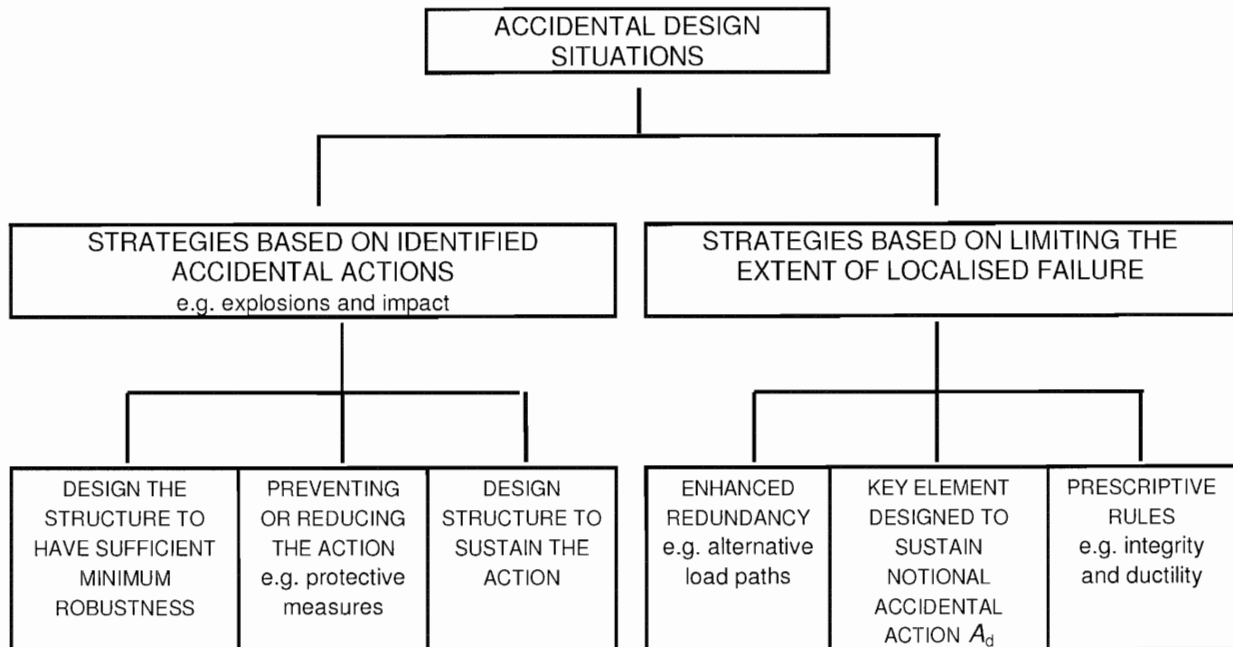 ACCIDENTAL DESIGN
SITUATIONS
STRATEGIES BASED ON IDENTIFIED
ACCIDENTAL ACTIONS
e.g. explosions and impact
STRATEGIES BASED ON LIMITING THE
EXTENT OF LOCALISED FAILURE
DESIGN THE
STRUCTURE TO
HAVE SUFFICIENT
MINIMUM
ROBUSTNESS
PREVENTING
OR REDUCING
THE ACTION
e.g. protective
measures
DESIGN
STRUCTURE TO
SUSTAIN THE
ACTION
ENHANCED
REDUNDANCY
e.g. alternative
load paths
KEY ELEMENT
DESIGNED TO
SUSTAIN
NOTIONAL
ACCIDENTAL
ACTION Ad
PRESCRIPTIVE
RULES
e.g. integrity
and ductility